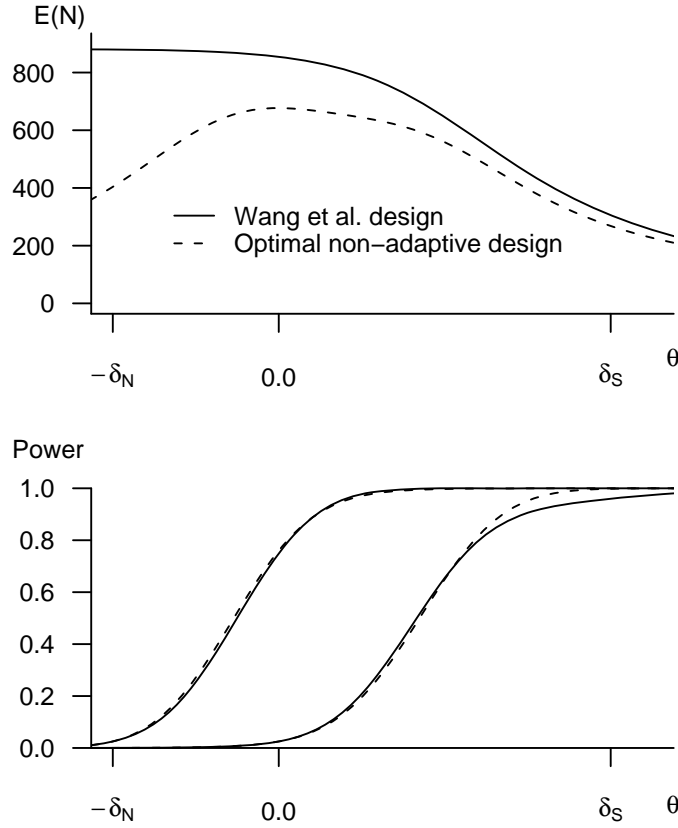 E(N)
800
600
400
200
0
Wang et al. design
Optimal non−adaptive design
−δN 0.0 δS θ
Power
1.0
0.8
0.6
0.4
0.2
0.0
−δN 0.0 δS θ